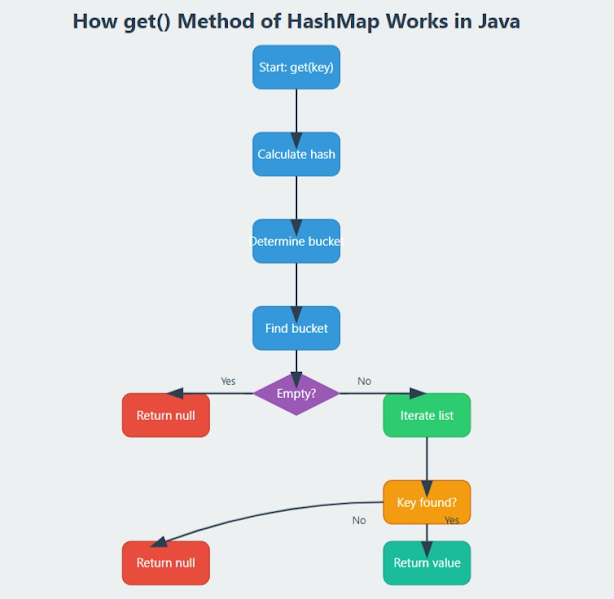 How get() Method of HashMap Works in Java
Start: get(key)
Calculate hash
Determine bucket
Find bucket
Yes
Empty?
No
Return null
Iterate list
Key found?
No
Yes
Return null
Return value